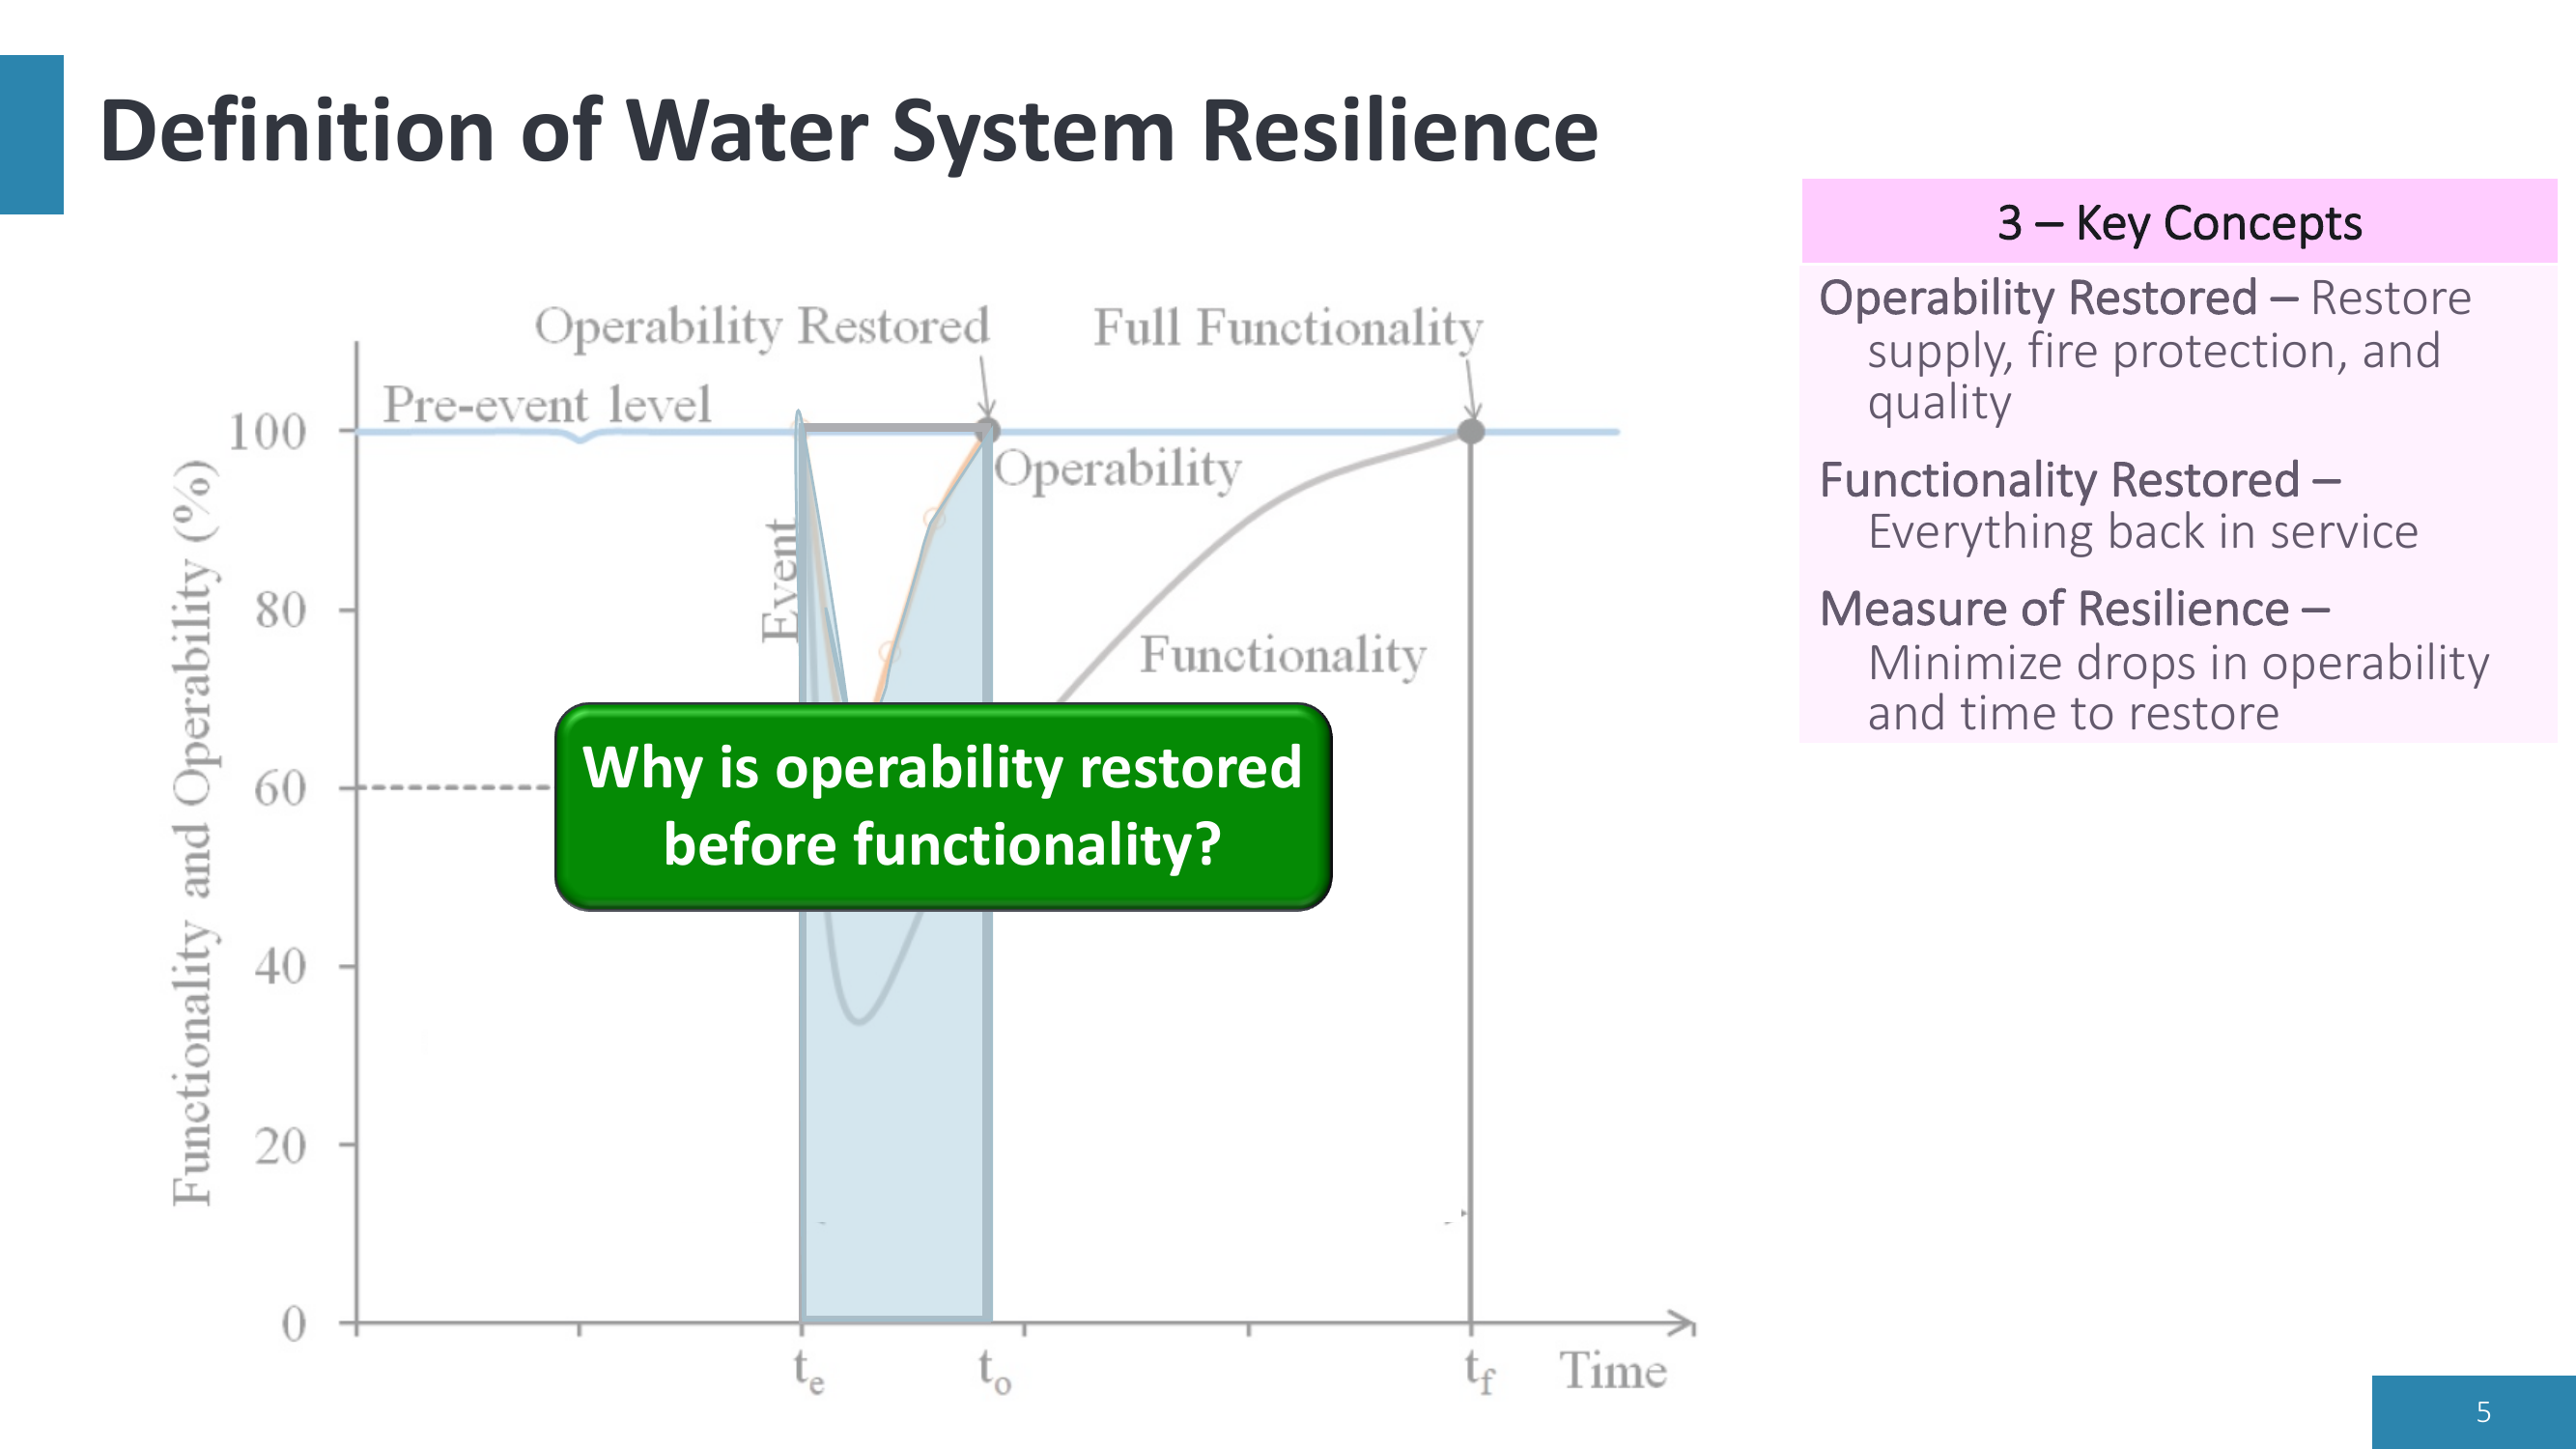 Definition of Water System Resilience
3 – Key Concepts
Operability Restored – Restore
supply, fire protection, and
quality
Functionality Restored –
Everything back in service
Measure of Resilience –
Minimize drops in operability
and time to restore
Operability Restored
Full Functionality
Pre-event level
100
Operability
Event
80
Functionality
60
Why is operability restored
before functionality?
40
20
0
Functionality and Operability (%)
te
to
tf
Time
5